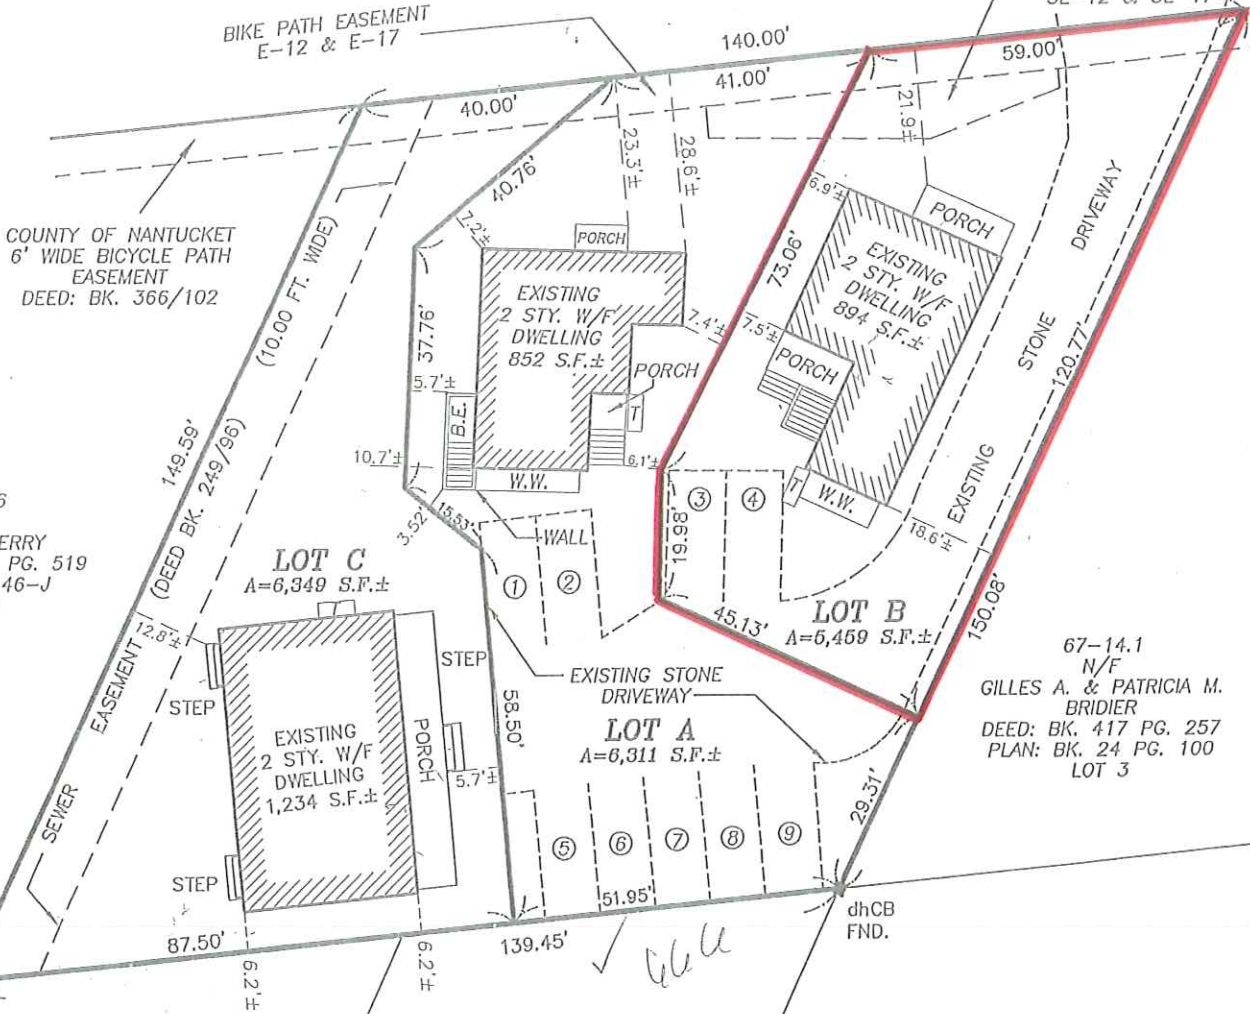 BIKE PATH EASEMENT
E-12 & E-17
140.00'
40.00'
41.00'
59.00'
21.9'±
23.3'±
28.6'±
40.76'
7.2'±
6.9'±
COUNTY OF NANTUCKET
6' WIDE BICYCLE PATH
EASEMENT
DEED: BK. 366/102
(10.00 FT. WIDE)
PORCH
PORCH
DRIVEWAY
EXISTING
2 STY. W/F
DWELLING
852 S.F.±
EXISTING
2 STY. W/F
DWELLING
894 S.F.±
73.06'
37.76'
7.4'±
7.5'±
STONE
120.77'
PORCH
PORCH
5.7'±
B.E.
T
149.59'
(DEED BK. 249/96)
10.7'±
6.1'±
W.W.
T
W.W.
EXISTING
③
④
3.52'
15.53'
WALL
19.98'
18.6'±
ERRY
PG. 519
46-J
LOT C
A=6,349 S.F.±
①
②
45.13'
LOT B
A=5,459 S.F.±
150.08'
12.8'±
EASEMENT
STEP
STEP
EXISTING STONE
DRIVEWAY
58.50'
67-14.1
N/F
GILLES A. & PATRICIA M.
BRIDIER
DEED: BK. 417 PG. 257
PLAN: BK. 24 PG. 100
LOT 3
EXISTING
2 STY. W/F
DWELLING
1,234 S.F.±
PORCH
5.7'±
LOT A
A=6,311 S.F.±
29.31'
SEWER
⑤
⑥
⑦
⑧
⑨
STEP
51.95'
dhCB
FND.
87.50'
139.45'
6.2'±
6.2'±